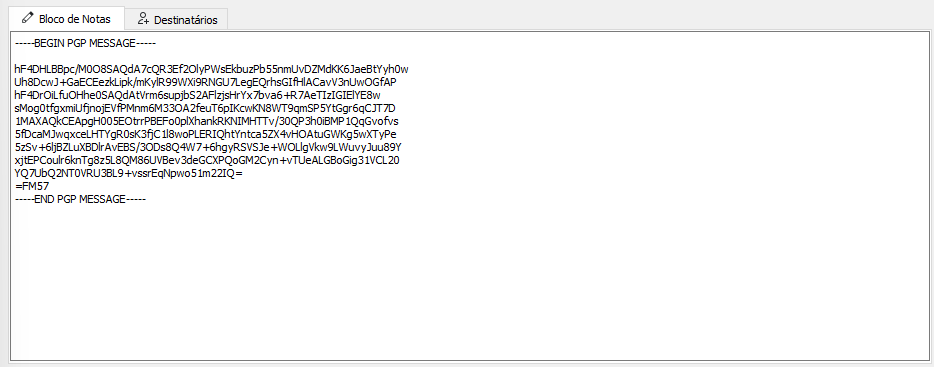 Bloco de Notas
Destinatários
-----BEGIN PGP MESSAGE-----
hF4DHLBBpc/M0O8SAQdA7cQR3Ef2OlyPWsEkbuzPb55nmUvDZMdKK6JaeBtYyh0w
Uh8DcwJ+GaECEezkLipk/mKylR99WXi9RNGU7LegEQrhsGIfHlACavV3nUwOGfAP
hF4DrOiLfuOHhe0SAQdAtVrm6supjbS2AFlzjsHrYx7bva6+R7AeTIzIGIElYE8w
sMog0tfgxmiUfjnojEVfPMnm6M33OA2feuT6pIKcwKN8WT9qmSP5YtGgr6qCJT7D
1MAXAQkCEApgH005EOtrrPBEFo0plXhankRKNIMHTTv/30QP3h0iBMP1QqGvofvs
5fDcaMJwqxceLHTYgR0sK3fjC1l8woPLERIQhtYntca5ZX4vHOAtuGWKg5wXTyPe
5zSv+6ljBZLuXBDlrAvEBS/3ODs8Q4W7+6hgyRSVSJe+WOLlgVkw9LWuvyJuu89Y
xjtEPCoulr6knTg8z5L8QM86UVBev3deGCXPQoGM2Cyn+vTUeALGBoGig31VCL20
YQ7UbQ2NT0VRU3BL9+vssrEqNpwo51m22IQ=
=FM57
-----END PGP MESSAGE-----